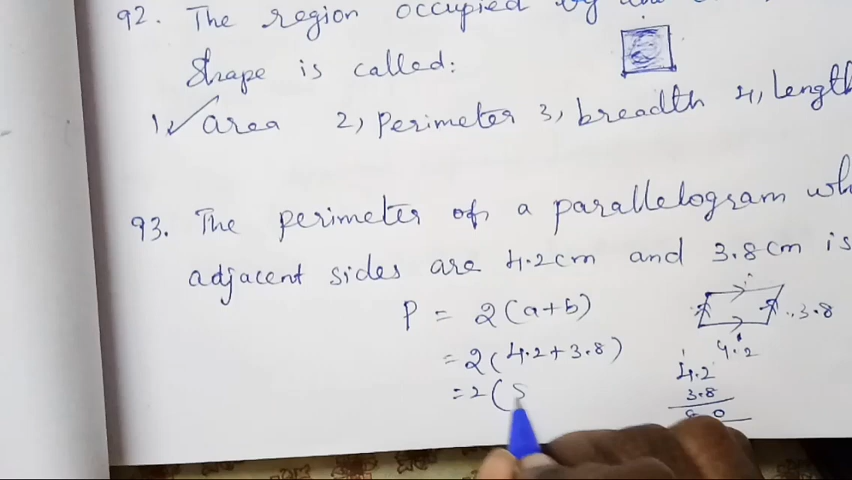 92. The region occupied by
Shape is called:
1, area 2, perimeter 3, breadth 4, length
93. The perimeter of a parallelogram
adjacent sides are 4.2cm and 3.8cm is
P = 2(a+b)
3.8
4.2
= 2(4.2+3.8)
4.2
3.8
8.0
= 2(